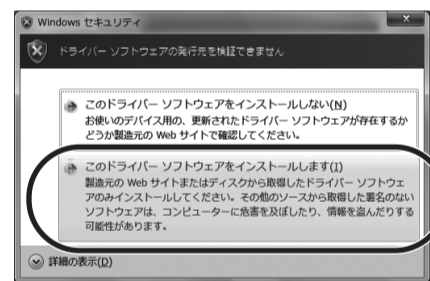 Windows セキュリティ
ドライバー ソフトウェアの発行元を検証できません
このドライバー ソフトウェアをインストールしない(N)
お使いのデバイス用の、更新されたドライバー ソフトウェアが存在するか
どうか製造元の Web サイトで確認してください。
このドライバー ソフトウェアをインストールします(I)
製造元の Web サイトまたはディスクから取得したドライバー ソフトウェ
アのみインストールしてください。その他のソースから取得した署名のない
ソフトウェアは、コンピューターに危害を及ぼしたり、情報を盗んだりする
可能性があります。
詳細の表示(D)